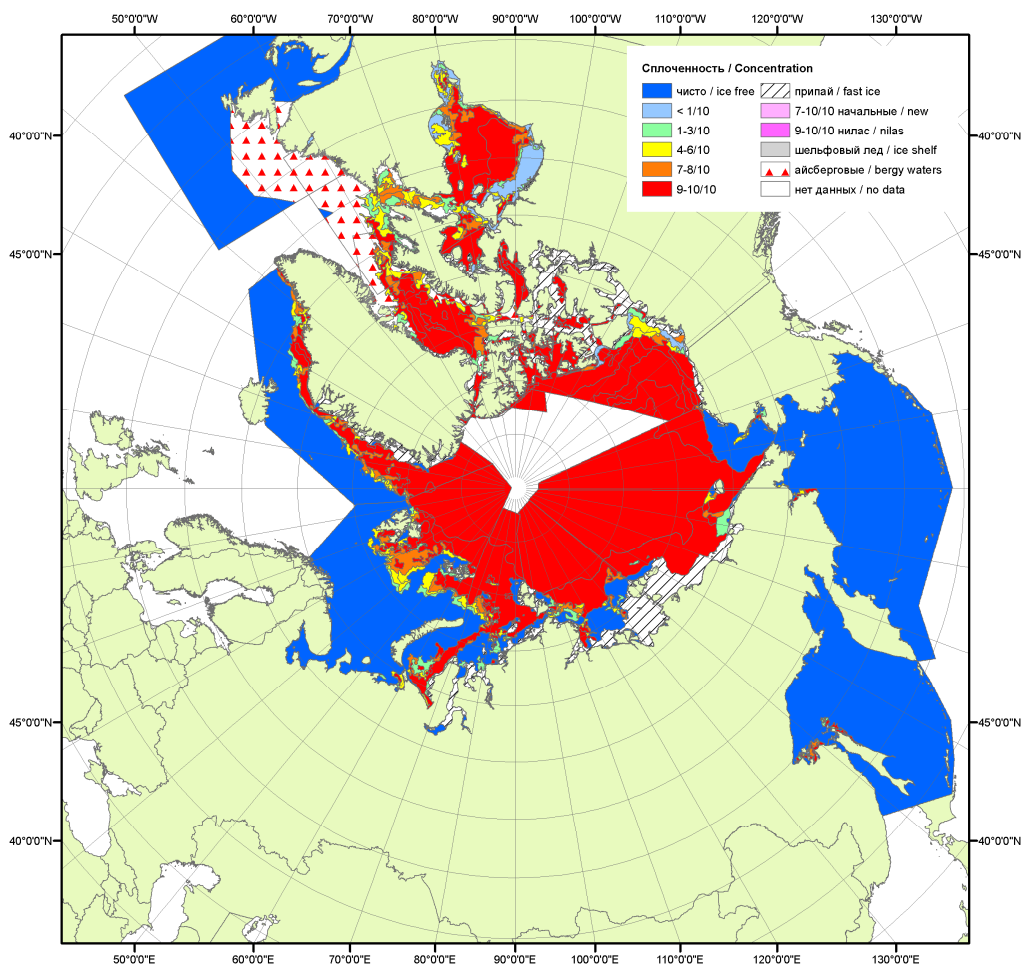 50°0'0"W 60°0'0"W 70°0'0"W 80°0'0"W 90°0'0"W 100°0'0"W 110°0'0"W 120°0'0"W 130°0'0"W
Сплоченность / Concentration
чисто / ice free
< 1/10
1-3/10
4-6/10
7-8/10
9-10/10
припай / fast ice
7-10/10 начальные / new
9-10/10 нилас / nilas
шельфовый лед / ice shelf
айсберговые / bergy waters
нет данных / no data
40°0'0"N 40°0'0"N
45°0'0"N 45°0'0"N
45°0'0"N 45°0'0"N
40°0'0"N 40°0'0"N
50°0'0"E 60°0'0"E 70°0'0"E 80°0'0"E 90°0'0"E 100°0'0"E 110°0'0"E 120°0'0"E 130°0'0"E